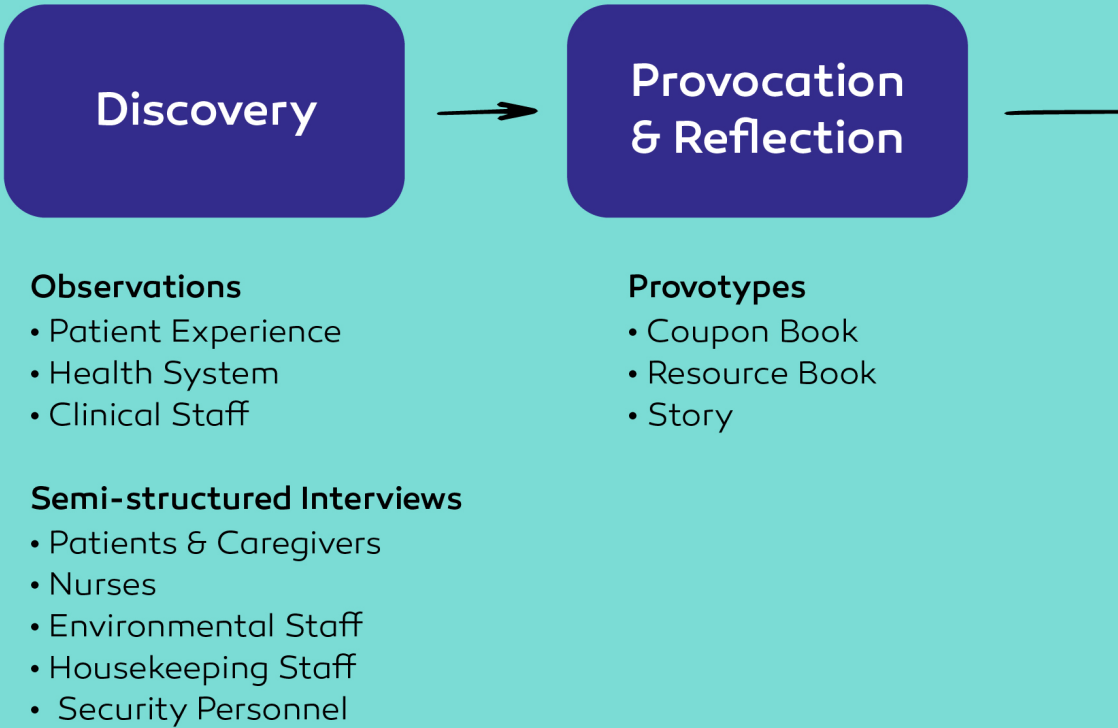 Discovery
Provocation
& Reflection
Observations
• Patient Experience
• Health System
• Clinical Staff
Semi-structured Interviews
• Patients & Caregivers
• Nurses
• Environmental Staff
• Housekeeping Staff
• Security Personnel
Provotypes
• Coupon Book
• Resource Book
• Story